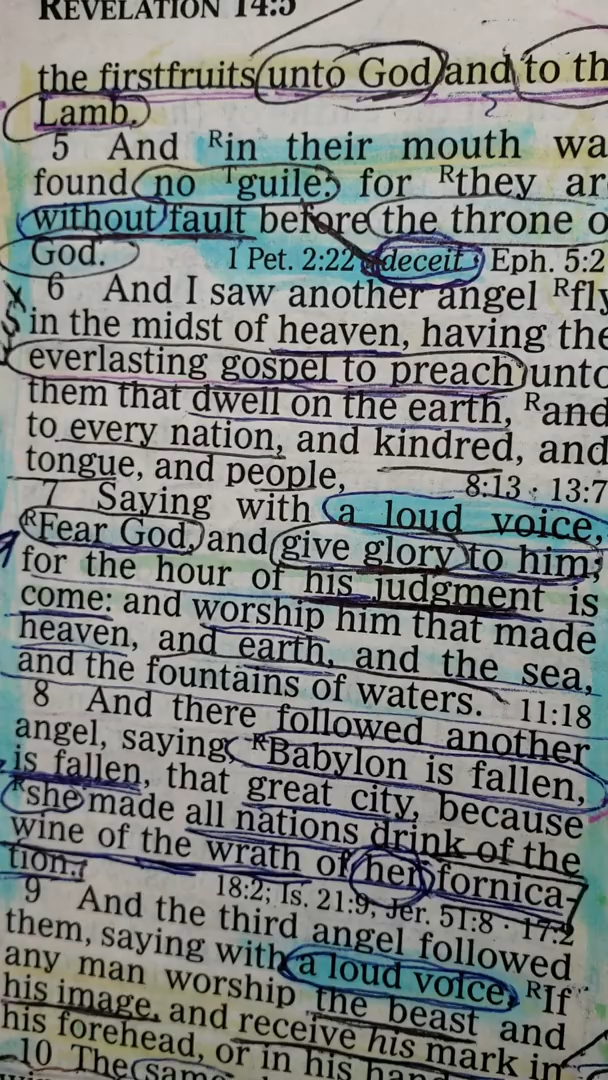 REVELATION 14:5
the firstfruits unto God and to th
Lamb.
5 And Rin their mouth wa
found no Tguile: for Rthey ar
without fault before the throne o
God. 1 Pet. 2:22 deceit · Eph. 5:2
6 And I saw another angel Rfly
in the midst of heaven, having the
everlasting gospel to preach unto
them that dwell on the earth, Rand
to every nation, and kindred, and
tongue, and people, 8:13 · 13:7
7 Saying with a loud voice,
RFear God, and give glory to him;
for the hour of his judgment is
come: and worship him that made
heaven, and earth, and the sea,
and the fountains of waters. 11:18
8 And there followed another
angel, saying, RBabylon is fallen,
is fallen, that great city, because
Rshe made all nations drink of the
wine of the wrath of her fornica-
tion. 18:2; Is. 21:9; Jer. 51:8 · 17:2
9 And the third angel followed
them, saying with a loud voice, RIf
any man worship the beast and
his image, and receive his mark in
his forehead, or in his hand
10 The same